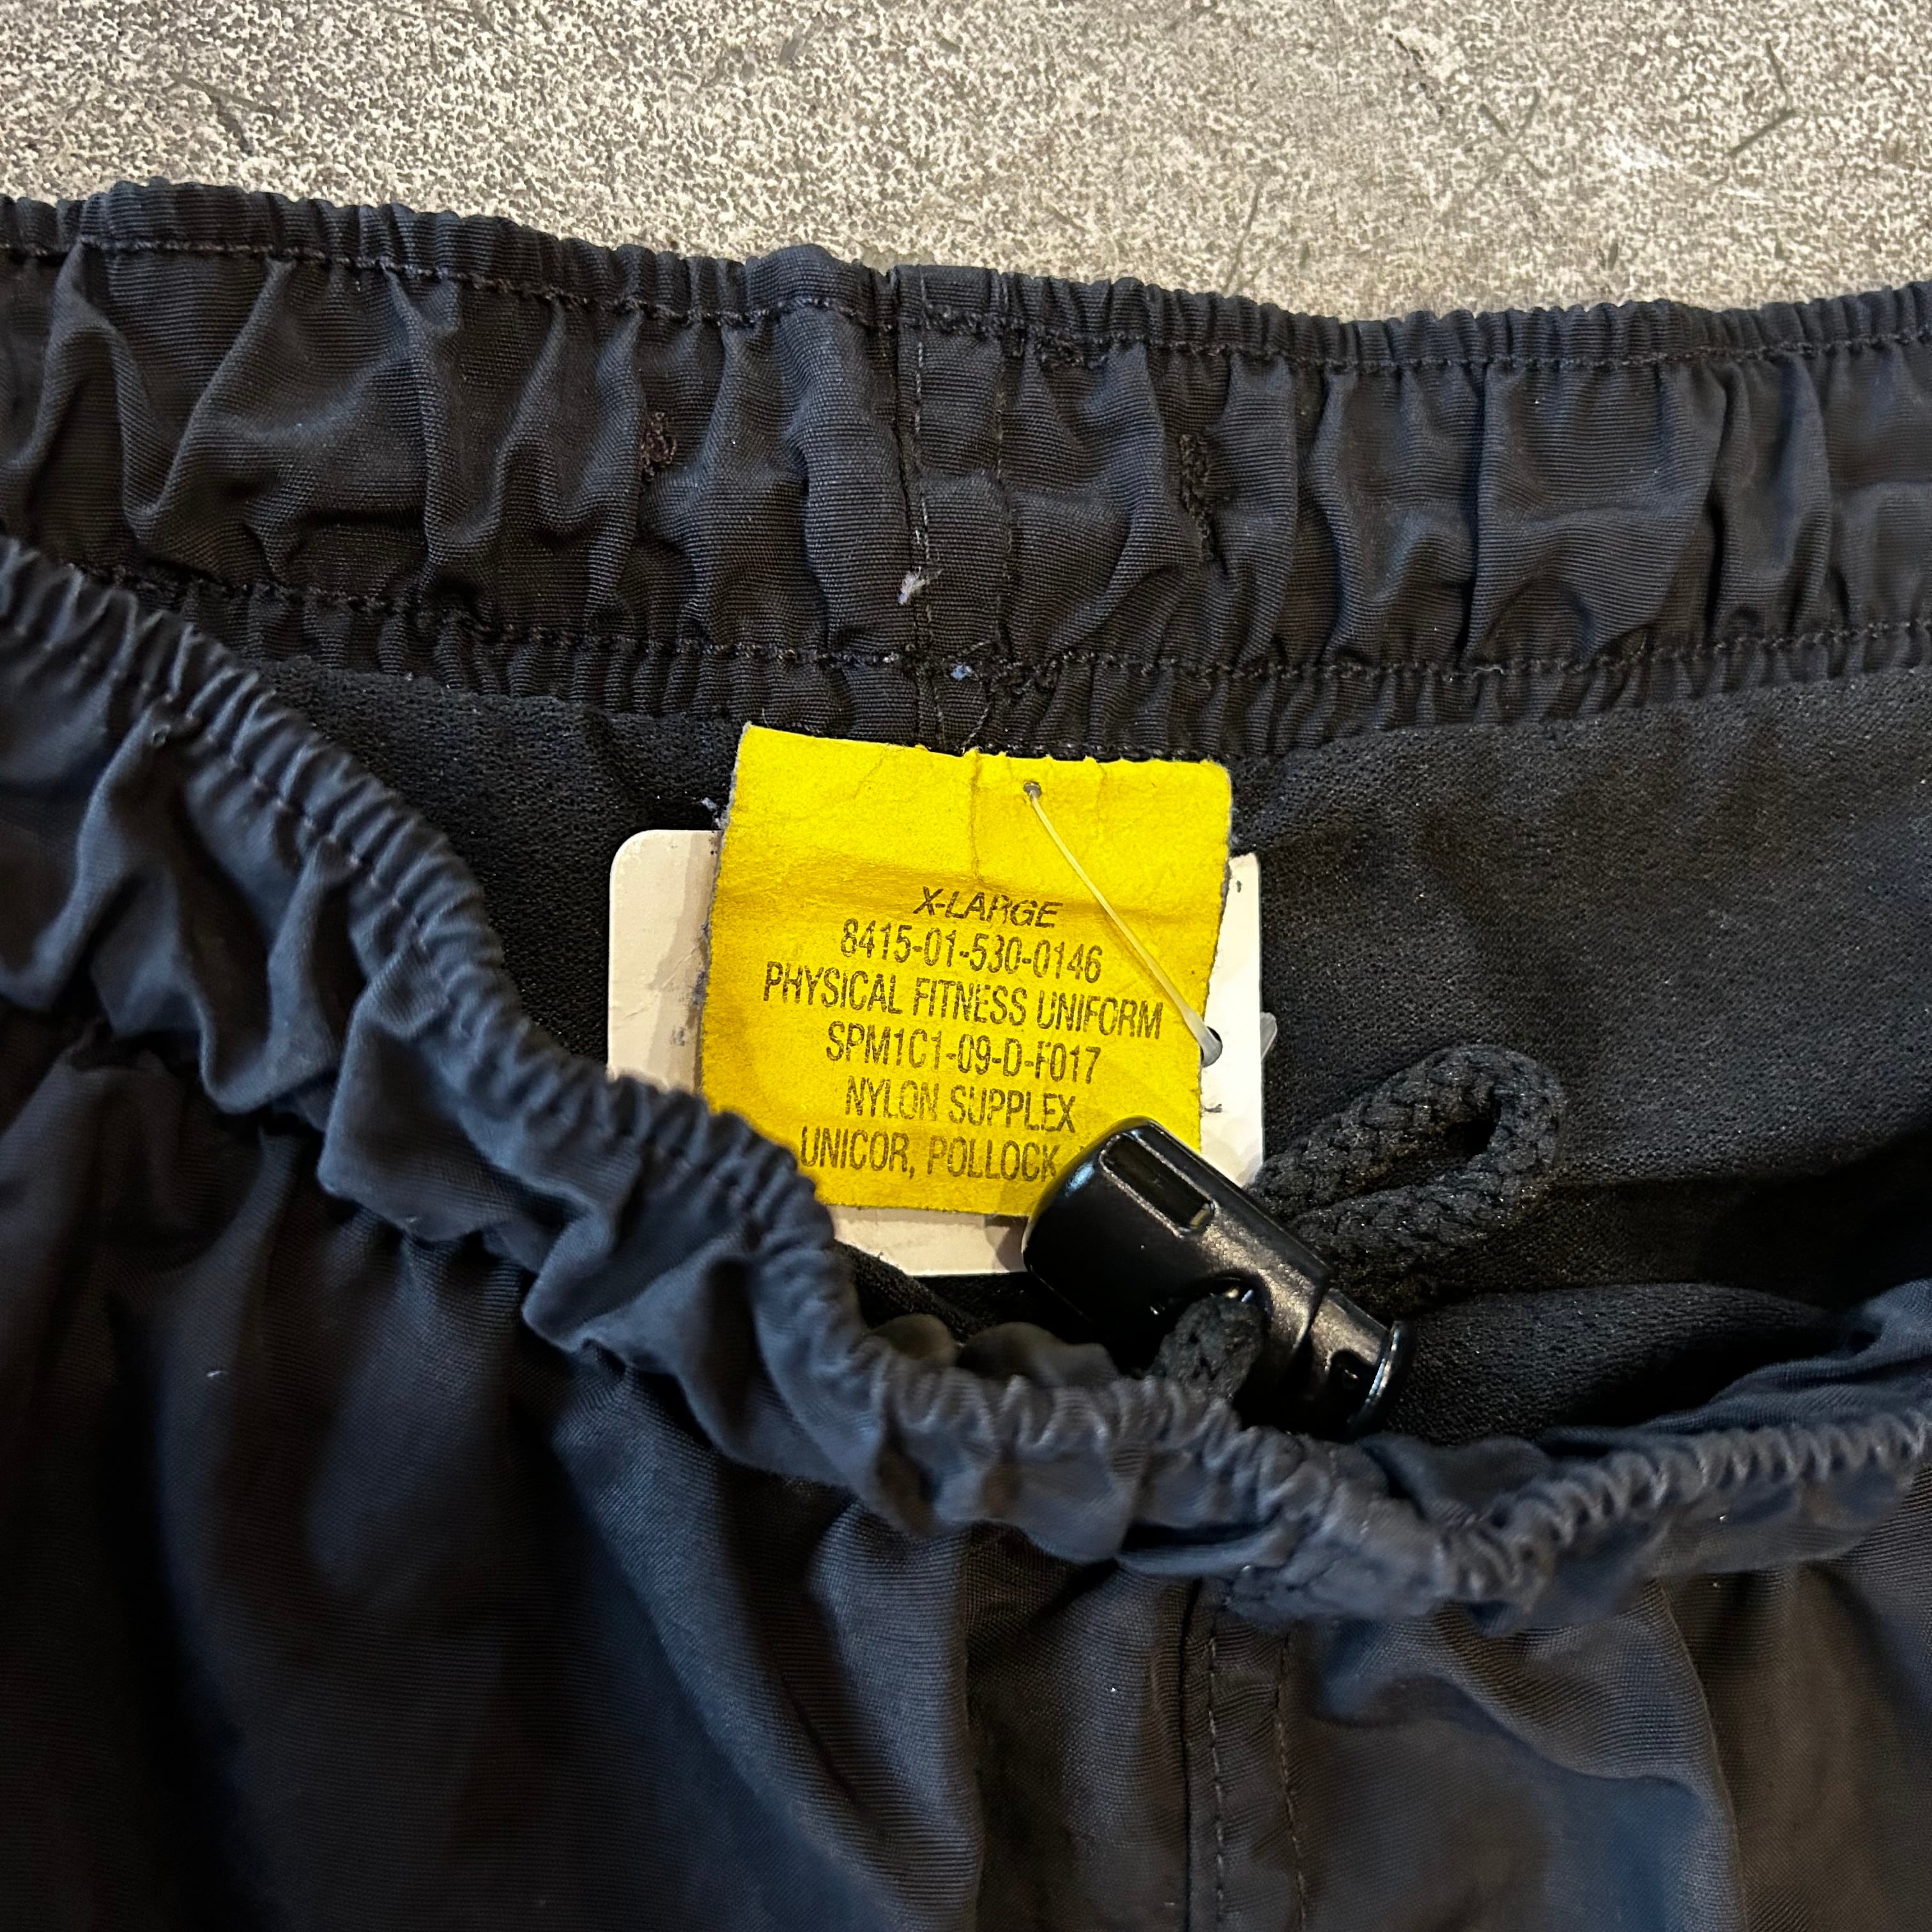 X-LARGE
8415-01-530-0146
PHYSICAL FITNESS UNIFORM
SPM1C1-09-D-F017
NYLON SUPPLEX
UNICOR, POLLOCK